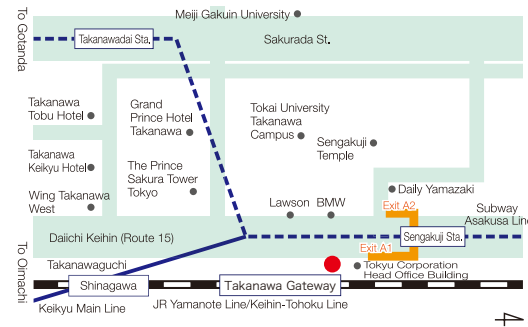 To Gotanda
Meiji Gakuin University
Takanawadai Sta.
Sakurada St.
Takanawa
Tobu Hotel
Grand
Prince Hotel
Takanawa
Tokai University
Takanawa
Campus
Sengakuji
Temple
Takanawa
Keikyu Hotel
The Prince
Sakura Tower
Tokyo
Wing Takanawa
West
Daily Yamazaki
Lawson
BMW
Exit A2
Subway
Asakusa Line
Daiichi Keihin (Route 15)
Sengakuji Sta.
Exit A1
To Oimachi
Takanawaguchi
Tokyu Corporation
Head Office Building
Shinagawa
Takanawa Gateway
Keikyu Main Line
JR Yamanote Line/Keihin-Tohoku Line